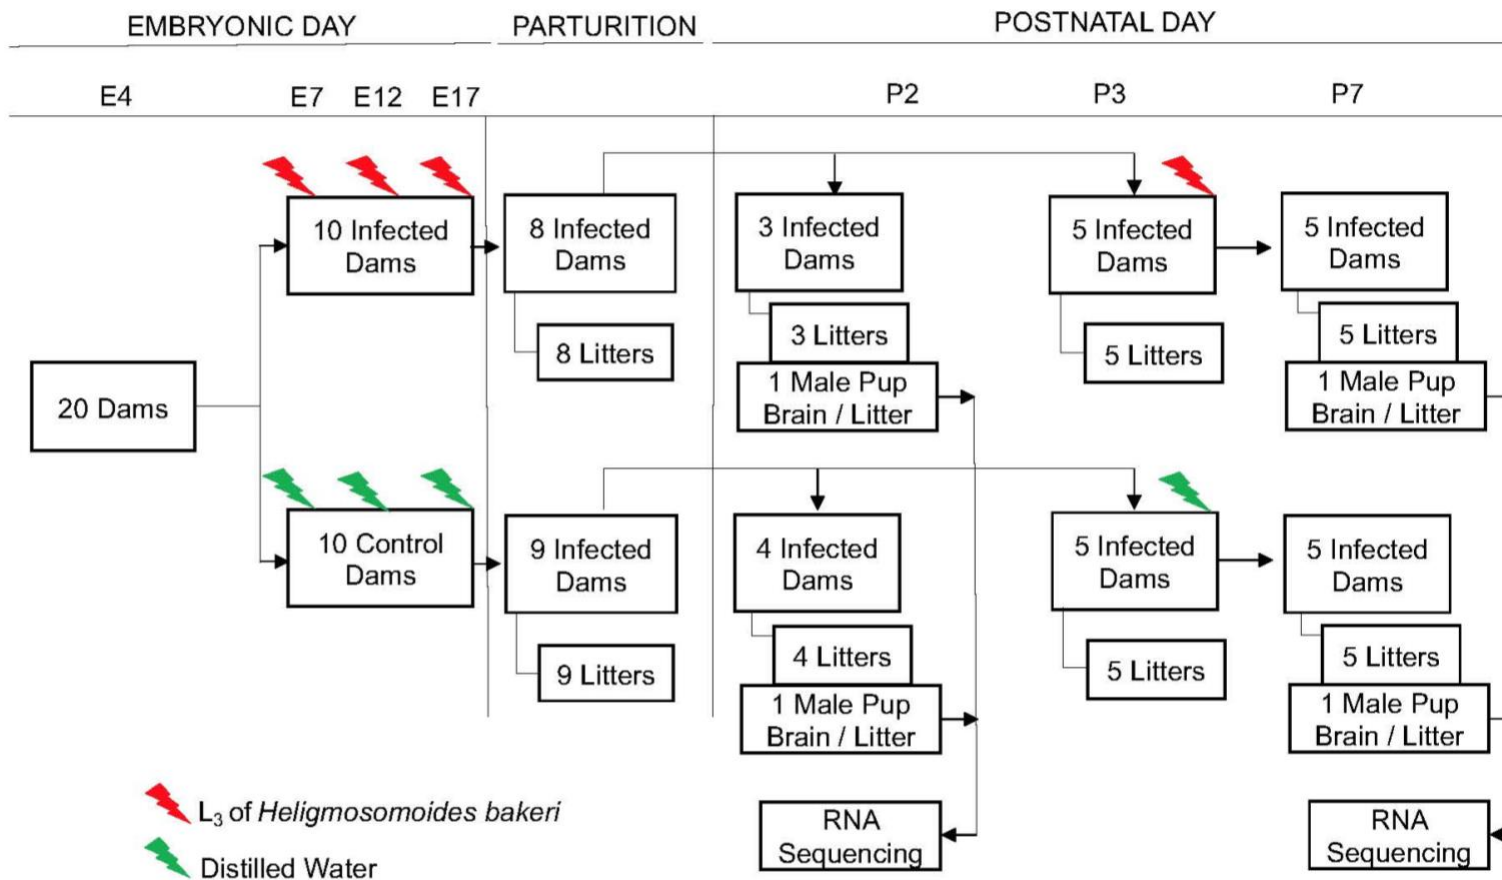 EMBRYONIC DAY PARTURITION POSTNATAL DAY
E4 E7 E12 E17 P2 P3 P7
10 Infected
Dams
8 Infected
Dams
8 Litters
3 Infected
Dams
3 Litters
1 Male Pup
Brain / Litter
5 Infected
Dams
5 Litters
5 Infected
Dams
5 Litters
1 Male Pup
Brain / Litter
20 Dams
10 Control
Dams
9 Infected
Dams
9 Litters
4 Infected
Dams
4 Litters
1 Male Pup
Brain / Litter
5 Infected
Dams
5 Litters
5 Infected
Dams
5 Litters
1 Male Pup
Brain / Litter
RNA
Sequencing
RNA
Sequencing
L₃ of Heligmosomoides bakeri
Distilled Water